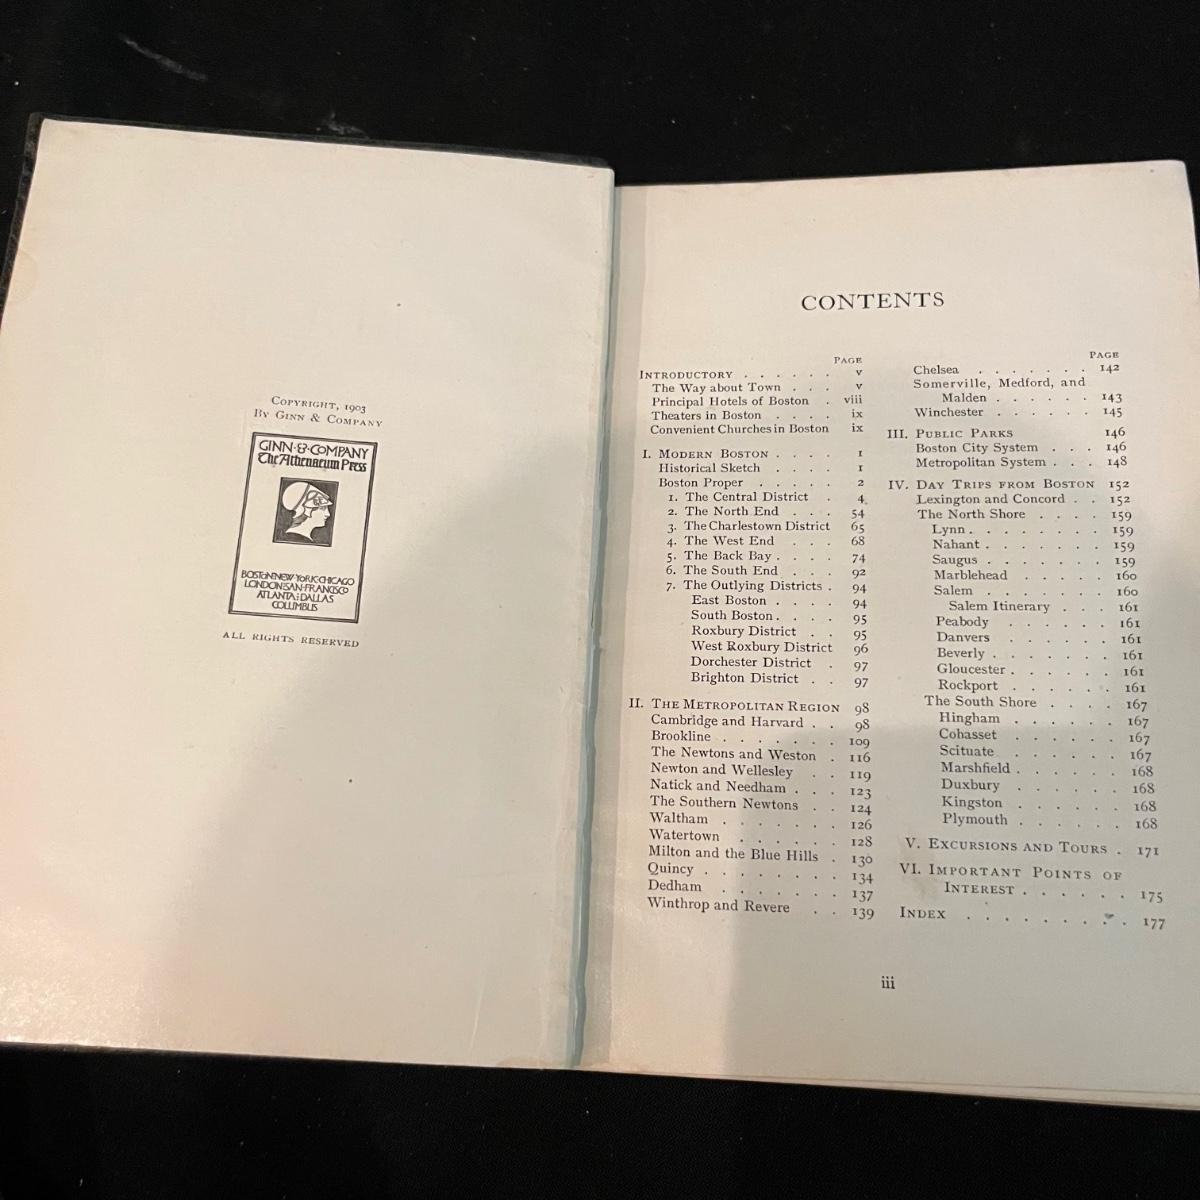 COPYRIGHT, 1903
BY GINN & COMPANY
GINN·&·COMPANY
The Athenæum Press
BOSTON·NEW·YORK·CHICAGO
LONDON·SAN·FRANCISCO
ATLANTA·DALLAS
COLUMBUS
ALL RIGHTS RESERVED
CONTENTS
PAGE
INTRODUCTORY . . . . . . v
The Way about Town . . . v
Principal Hotels of Boston . viii
Theaters in Boston . . . . ix
Convenient Churches in Boston ix
I. MODERN BOSTON . . . . 1
Historical Sketch . . . . 1
Boston Proper . . . . . 2
1. The Central District . 4
2. The North End . . . 54
3. The Charlestown District 65
4. The West End . . . 68
5. The Back Bay . . . . 74
6. The South End . . . 92
7. The Outlying Districts . 94
East Boston . . . . 94
South Boston . . . . 95
Roxbury District . . 95
West Roxbury District 96
Dorchester District . 97
Brighton District . . 97
II. THE METROPOLITAN REGION 98
Cambridge and Harvard . . 98
Brookline . . . . . . . 109
The Newtons and Weston . 116
Newton and Wellesley . . 119
Natick and Needham . . . 123
The Southern Newtons . . 124
Waltham . . . . . . . 126
Watertown . . . . . . 128
Milton and the Blue Hills . 130
Quincy . . . . . . . . 134
Dedham . . . . . . . 137
Winthrop and Revere . . 139
PAGE
Chelsea . . . . . . . 142
Somerville, Medford, and
Malden . . . . . . 143
Winchester . . . . . . 145
III. PUBLIC PARKS 146
Boston City System . . . 146
Metropolitan System . . . 148
IV. DAY TRIPS FROM BOSTON 152
Lexington and Concord . . 152
The North Shore . . . . 159
Lynn . . . . . . . 159
Nahant . . . . . . . 159
Saugus . . . . . . . 159
Marblehead . . . . . 160
Salem . . . . . . . 160
Salem Itinerary . . . 161
Peabody . . . . . . 161
Danvers . . . . . . 161
Beverly . . . . . . . 161
Gloucester . . . . . . 161
Rockport . . . . . . 161
The South Shore . . . . 167
Hingham . . . . . . 167
Cohasset . . . . . . 167
Scituate . . . . . . 167
Marshfield . . . . . . 168
Duxbury . . . . . . 168
Kingston . . . . . . 168
Plymouth . . . . . . 168
V. EXCURSIONS AND TOURS . 171
VI. IMPORTANT POINTS OF
INTEREST . . . . . . 175
INDEX . . . . . . . . . 177
iii